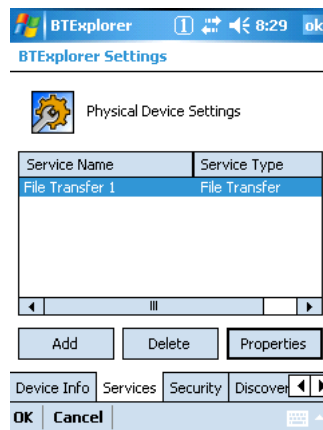 BTExplorer 1 8:29 ok
BTExplorer Settings
Physical Device Settings
Service Name Service Type
File Transfer 1 File Transfer
Add Delete Properties
Device Info Services Security Discover
OK Cancel